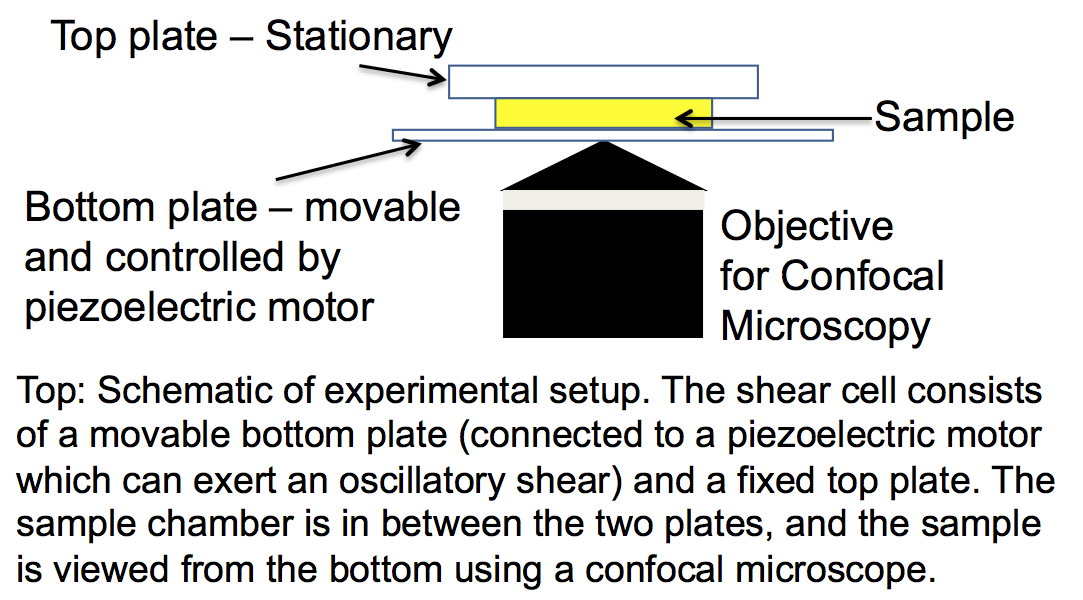 Top plate – Stationary
Sample
Bottom plate – movable
and controlled by
piezoelectric motor
Objective
for Confocal
Microscopy
Top: Schematic of experimental setup. The shear cell consists
of a movable bottom plate (connected to a piezoelectric motor
which can exert an oscillatory shear) and a fixed top plate. The
sample chamber is in between the two plates, and the sample
is viewed from the bottom using a confocal microscope.